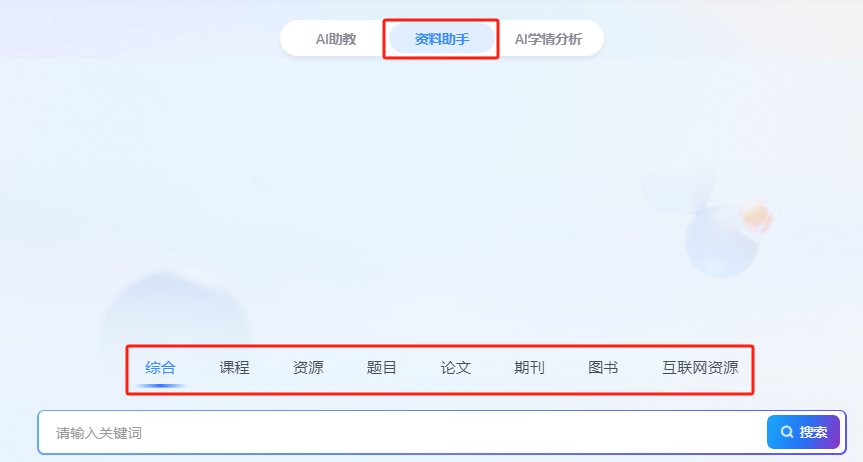 AI助教 资料助手 AI学情分析
综合 课程 资源 题目 论文 期刊 图书 互联网资源
请输入关键词 搜索